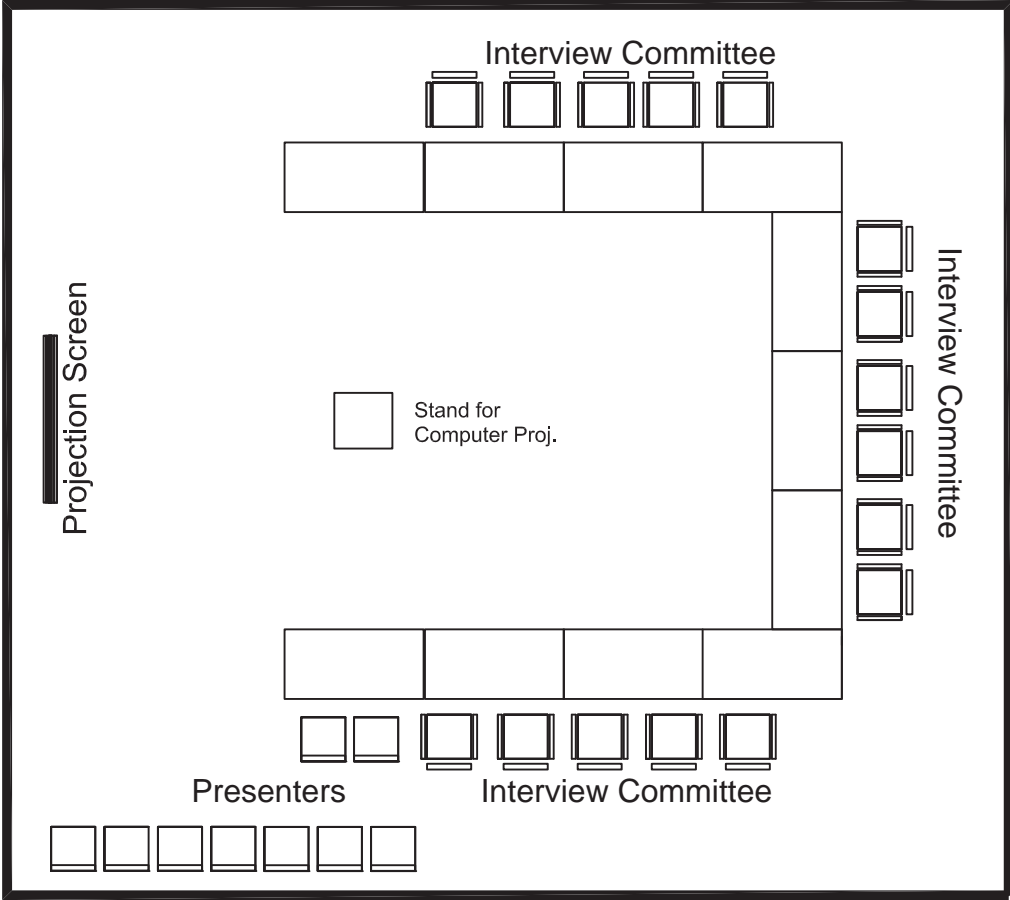 Interview Committee
Projection Screen
Stand for
Computer Proj.
Interview Committee
Presenters
Interview Committee